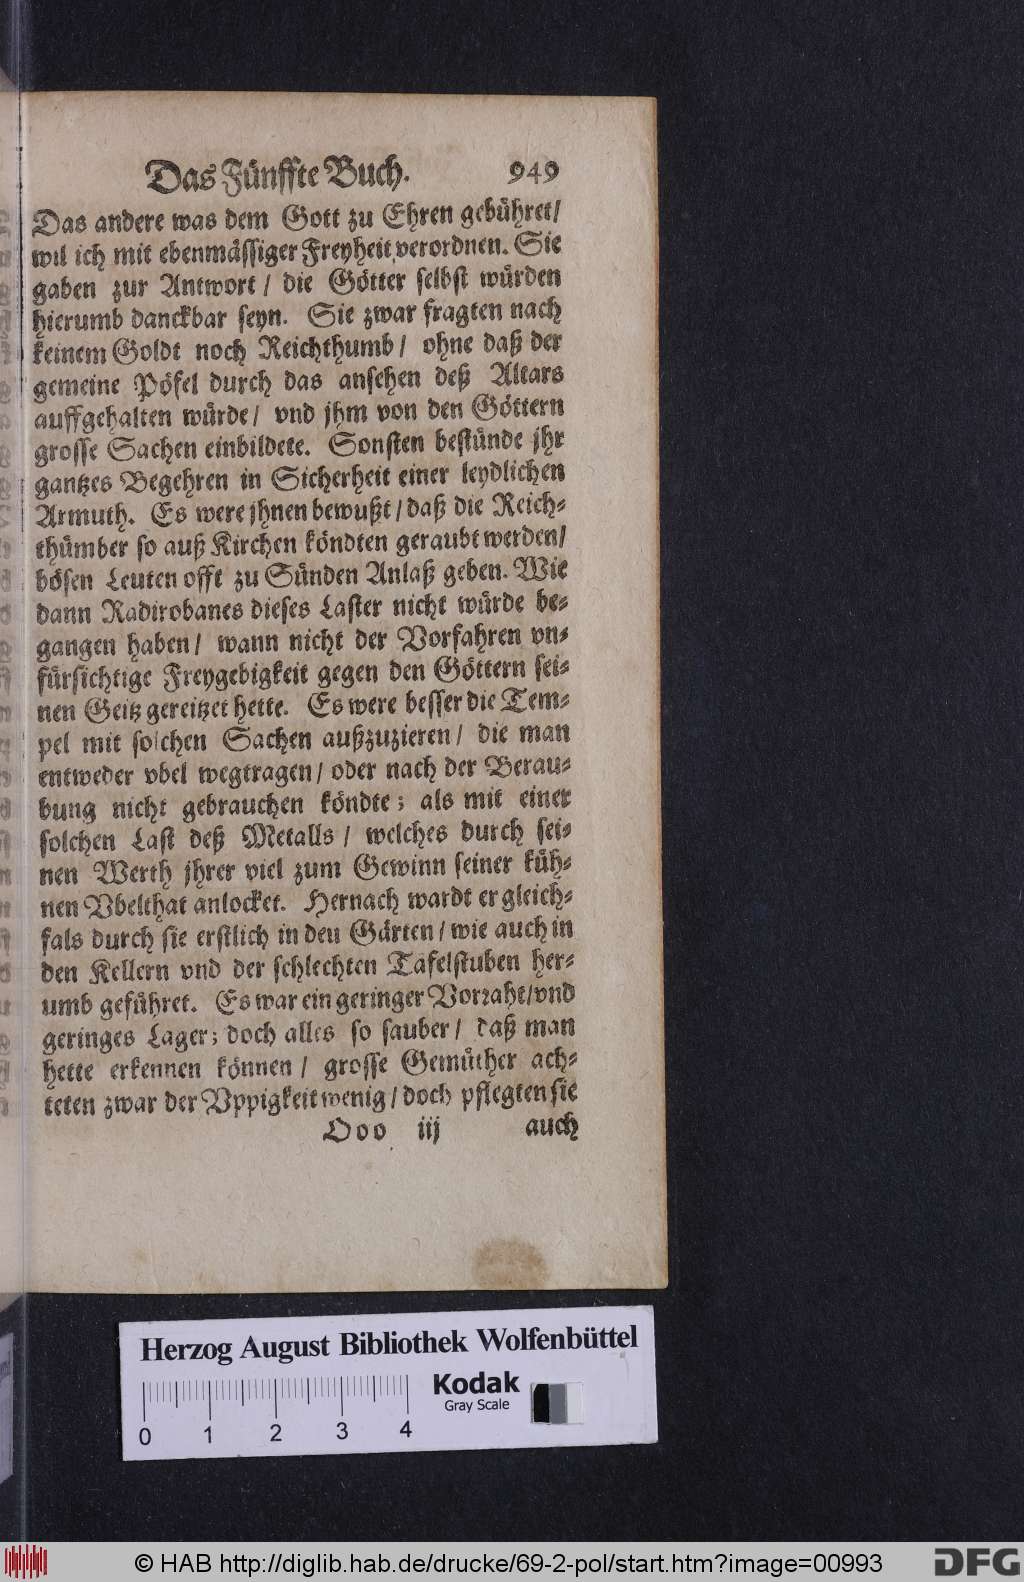 Das Fünffte Buch. 949
Das andere was dem Gott zu Ehren gebühret/
wil ich mit ebenmässiger Freyheit verordnen. Sie
gaben zur Antwort / die Götter selbst würden
hierumb danckbar seyn. Sie zwar fragten nach
keinem Goldt noch Reichthumb / ohne daß der
gemeine Pöfel durch das ansehen deß Altars
auffgehalten würde / vnd jhm von den Göttern
grosse Sachen einbildete. Sonsten bestünde jhr
gantzes Begehren in Sicherheit einer leydlichen
Armuth. Es were jhnen bewußt / daß die Reich-
thümber so auß Kirchen köndten geraubt werden/
bösen Leuten offt zu Sünden Anlaß geben. Wie
dann Radirobanes dieses Laster nicht würde be-
gangen haben / wann nicht der Vorfahren vn-
fürsichtige Freygebigkeit gegen den Göttern sei-
nen Geitz gereitzet hette. Es were besser die Tem-
pel mit solchen Sachen außzuzieren / die man
entweder vbel wegtragen / oder nach der Berau-
bung nicht gebrauchen köndte; als mit einer
solchen Last deß Metalls / welches durch sei-
nen Werth jhrer viel zum Gewinn seiner küh-
nen Vbelthat anlocket. Hernach wardt er gleich-
fals durch sie erstlich in den Gärten / wie auch in
den Kellern vnd der schlechten Tafelstuben her-
umb geführet. Es war ein geringer Vorraht / vnd
geringes Lager; doch alles so sauber / daß man
hette erkennen können / grosse Gemüther ach-
teten zwar der Vppigkeit wenig / doch pflegten sie
Ooo iij auch
Herzog August Bibliothek Wolfenbüttel
Kodak
Gray Scale
0 1 2 3 4
© HAB http://diglib.hab.de/drucke/69-2-pol/start.htm?image=00993
DFG